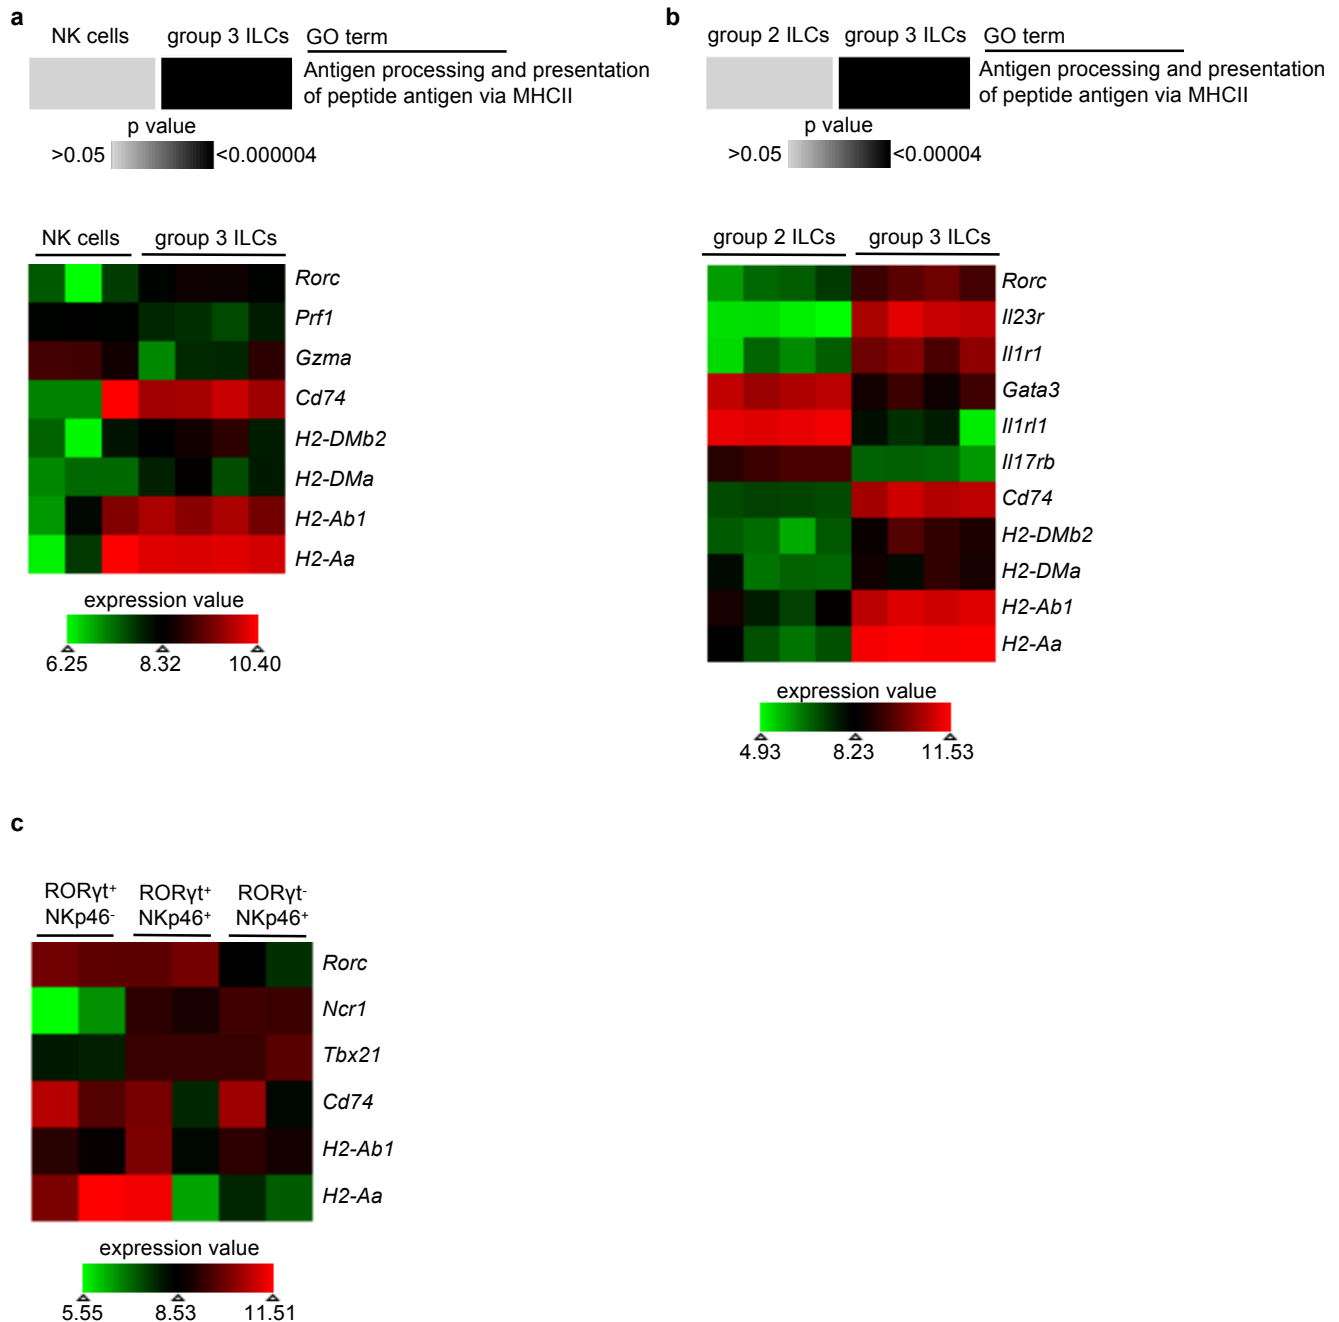 a
NK cells group 3 ILCs GO term
Antigen processing and presentation
of peptide antigen via MHCII
p value
>0.05 <0.000004
NK cells group 3 ILCs
Rorc
Prf1
Gzma
Cd74
H2-DMb2
H2-DMa
H2-Ab1
H2-Aa
expression value
6.25 8.32 10.40
b
group 2 ILCs group 3 ILCs GO term
Antigen processing and presentation
of peptide antigen via MHCII
p value
>0.05 <0.00004
group 2 ILCs group 3 ILCs
Rorc
Il23r
Il1r1
Gata3
Il1rl1
Il17rb
Cd74
H2-DMb2
H2-DMa
H2-Ab1
H2-Aa
expression value
4.93 8.23 11.53
c
RORγt⁺ RORγt⁺ RORγt⁻
NKp46⁻ NKp46⁺ NKp46⁺
Rorc
Ncr1
Tbx21
Cd74
H2-Ab1
H2-Aa
expression value
5.55 8.53 11.51